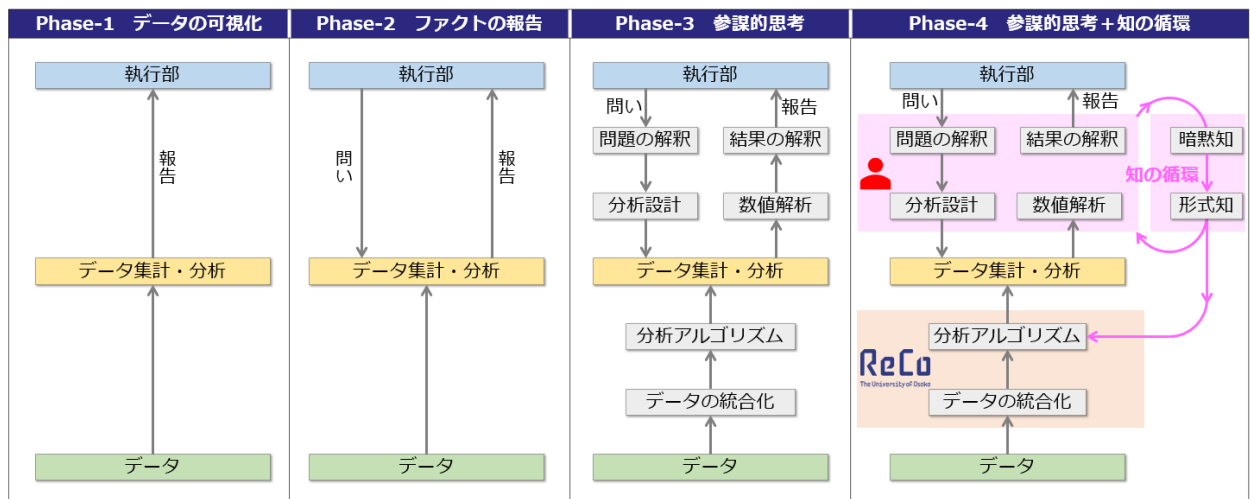 Phase-1 データの可視化
執行部
報告
データ集計・分析
データ
Phase-2 ファクトの報告
執行部
問い
報告
データ集計・分析
データ
Phase-3 参謀的思考
執行部
問い
報告
問題の解釈
結果の解釈
分析設計
数値解析
データ集計・分析
分析アルゴリズム
データの統合化
データ
Phase-4 参謀的思考＋知の循環
執行部
問い
報告
問題の解釈
結果の解釈
暗黙知
知の循環
分析設計
数値解析
形式知
データ集計・分析
分析アルゴリズム
ReCo
The University of Osaka
データの統合化
データ